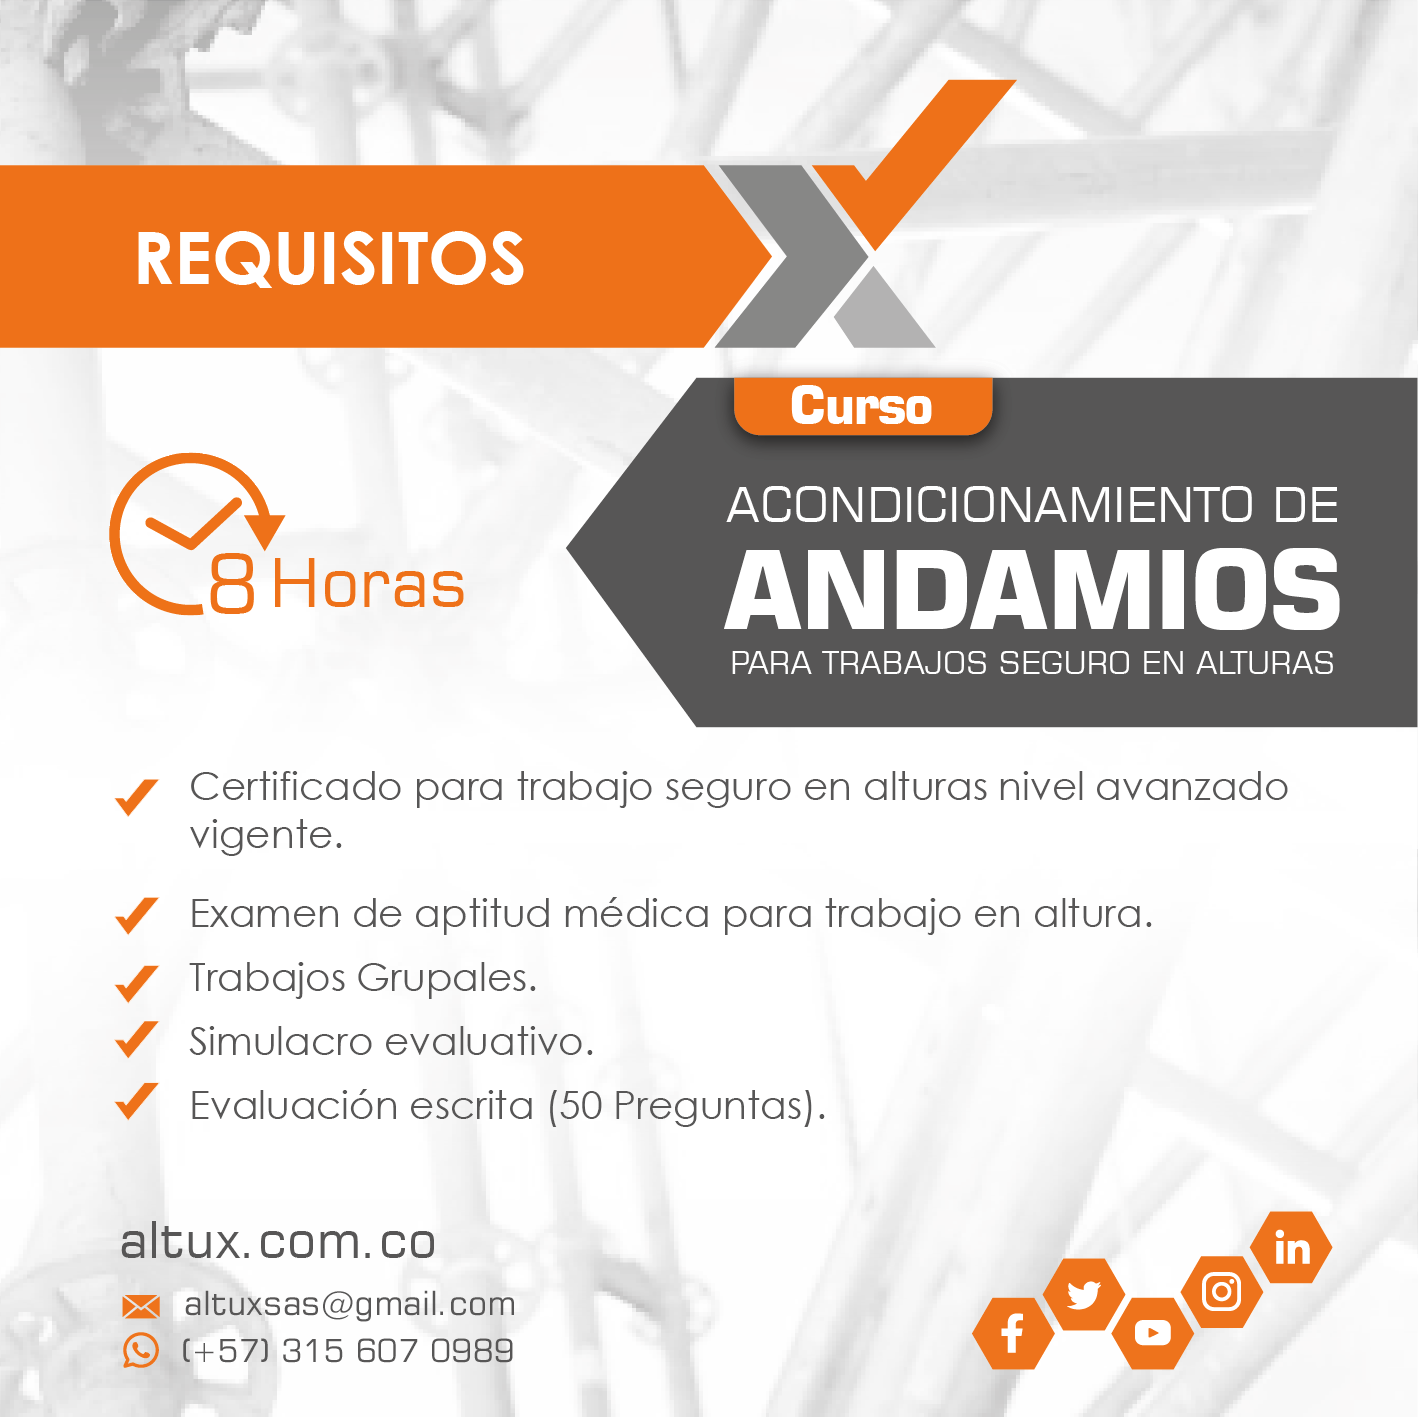 REQUISITOS
Curso
ACONDICIONAMIENTO DE
ANDAMIOS
PARA TRABAJOS SEGURO EN ALTURAS
8 Horas
Certificado para trabajo seguro en alturas nivel avanzado
vigente.
Examen de aptitud médica para trabajo en altura.
Trabajos Grupales.
Simulacro evaluativo.
Evaluación escrita (50 Preguntas).
altux.com.co
altuxsas@gmail.com
(+57) 315 607 0989
in